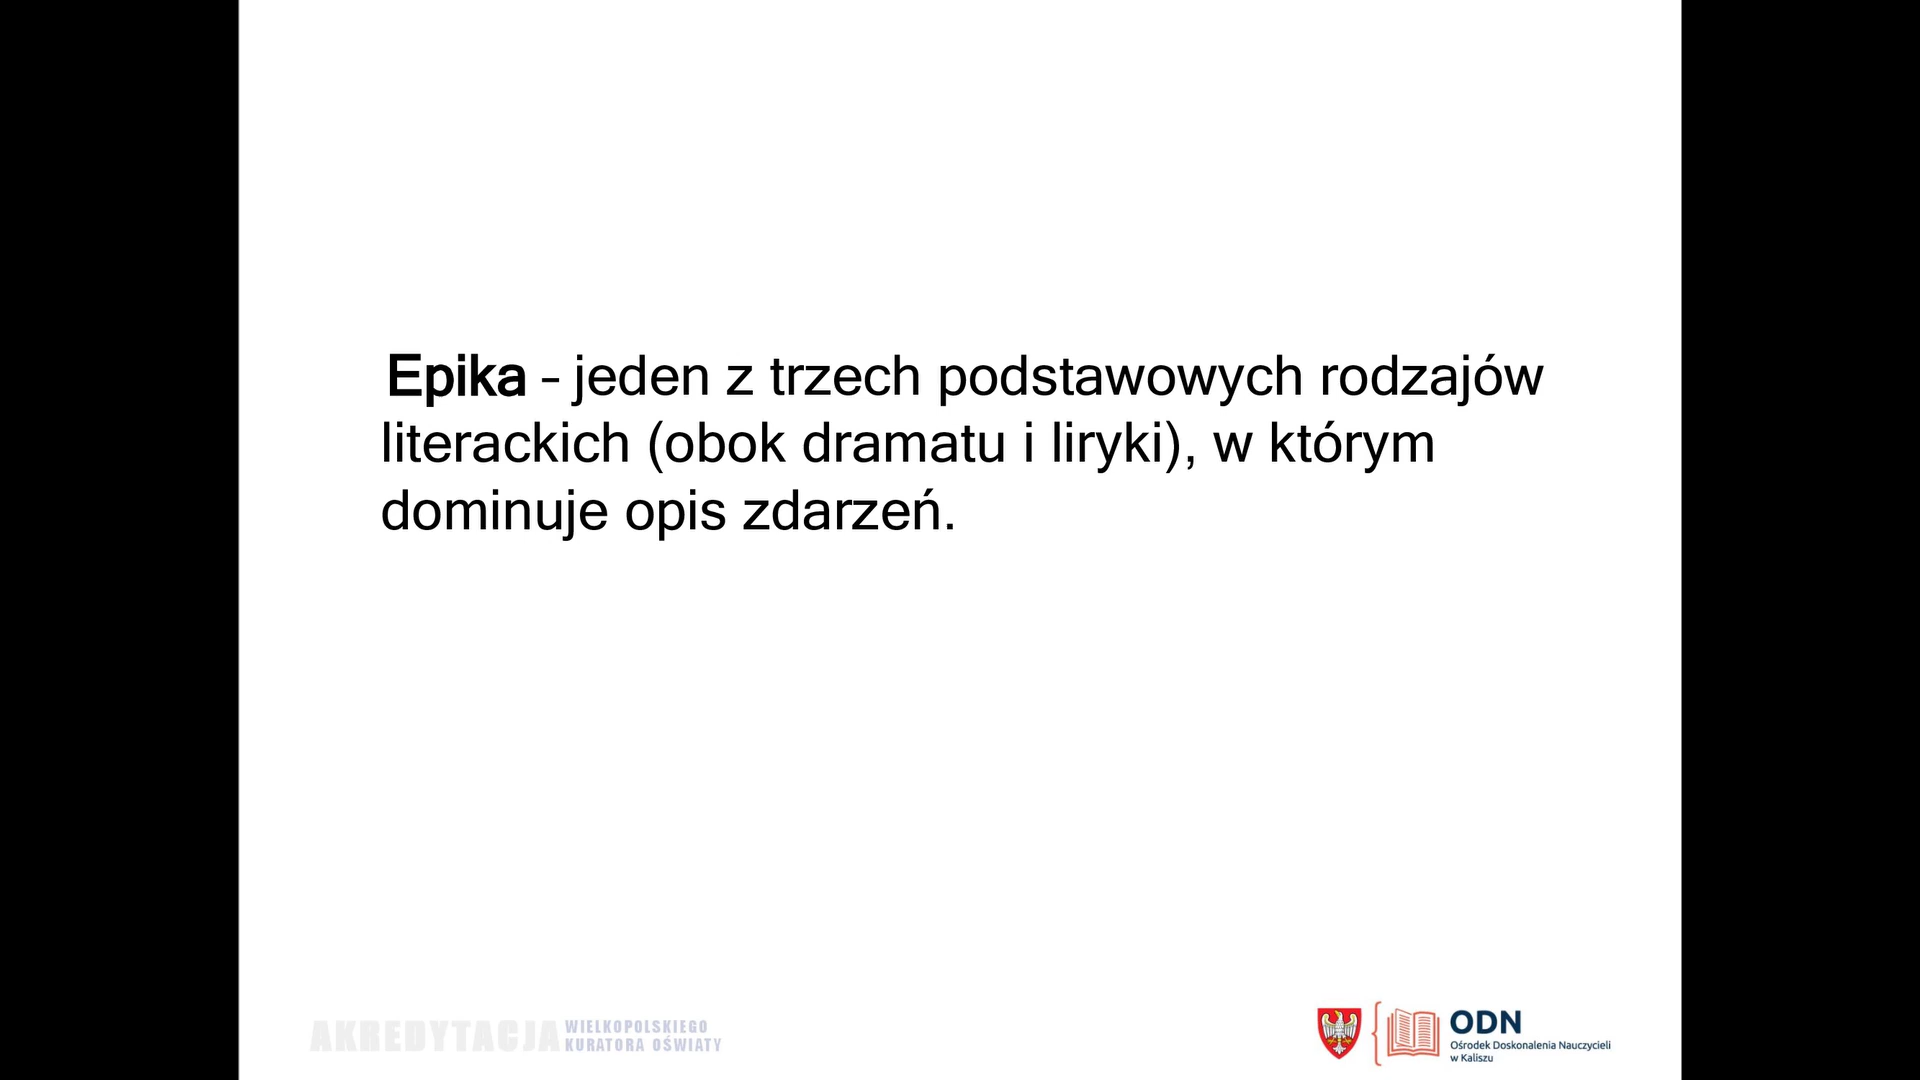 Epika – jeden z trzech podstawowych rodzajów
literackich (obok dramatu i liryki), w którym
dominuje opis zdarzeń.
AKREDYTACJA WIELKOPOLSKIEGO
KURATORA OŚWIATY
ODN
Ośrodek Doskonalenia Nauczycieli
w Kaliszu